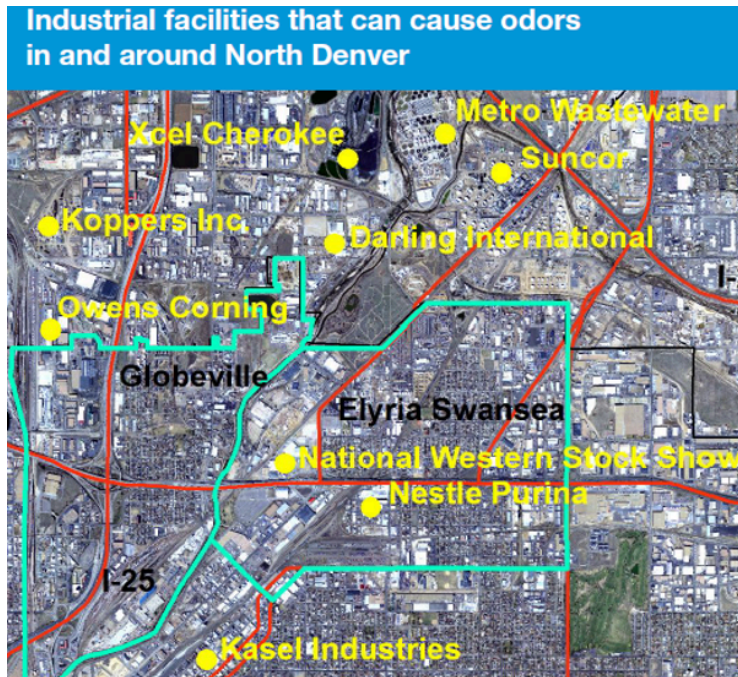 Industrial facilities that can cause odors
in and around North Denver
Metro Wastewater
Xcel Cherokee
Suncor
Koppers Inc.
Darling International
I-
Owens Corning
Globeville
Elyria Swansea
National Western Stock Show
Nestle Purina
I-25
Kasel Industries